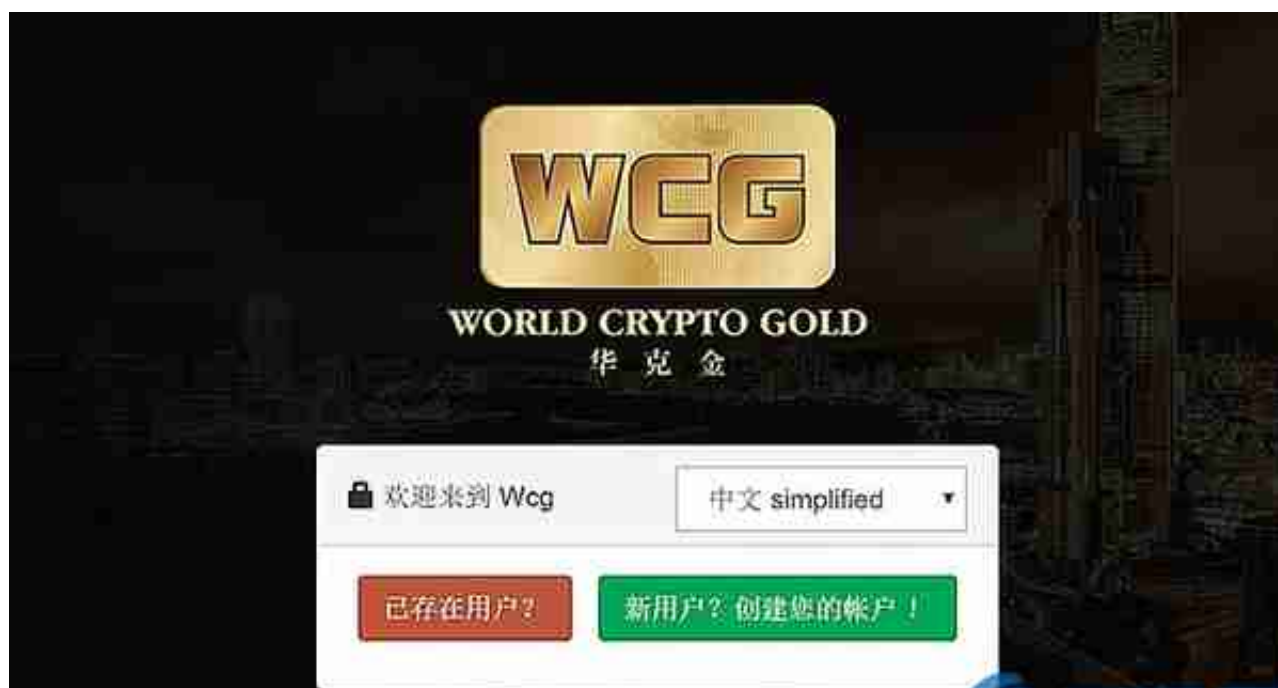 WCG
WORLD CRYPTO GOLD
华克金
欢迎来到 Wcg
中文 simplified
已存在用户？
新用户？创建您的帐户！